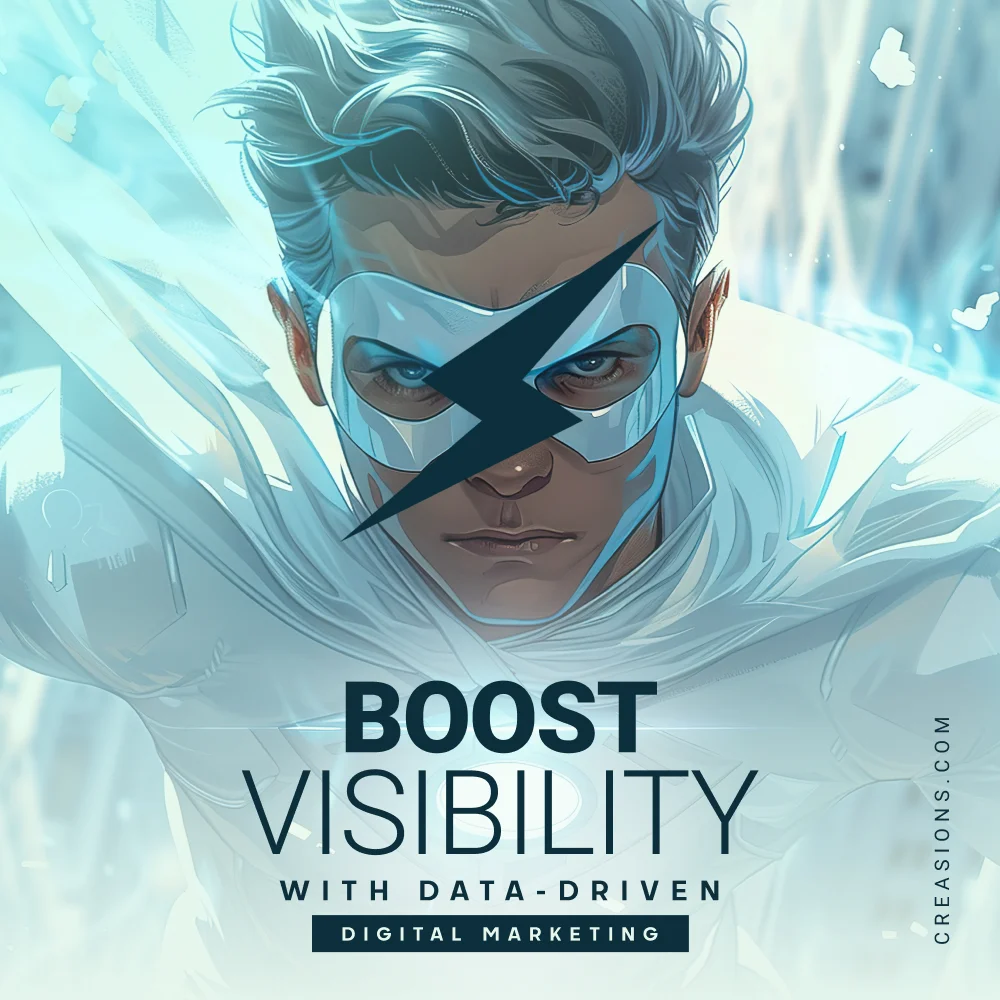 BOOST
VISIBILITY
WITH DATA-DRIVEN
DIGITAL MARKETING
CREASIONS.COM